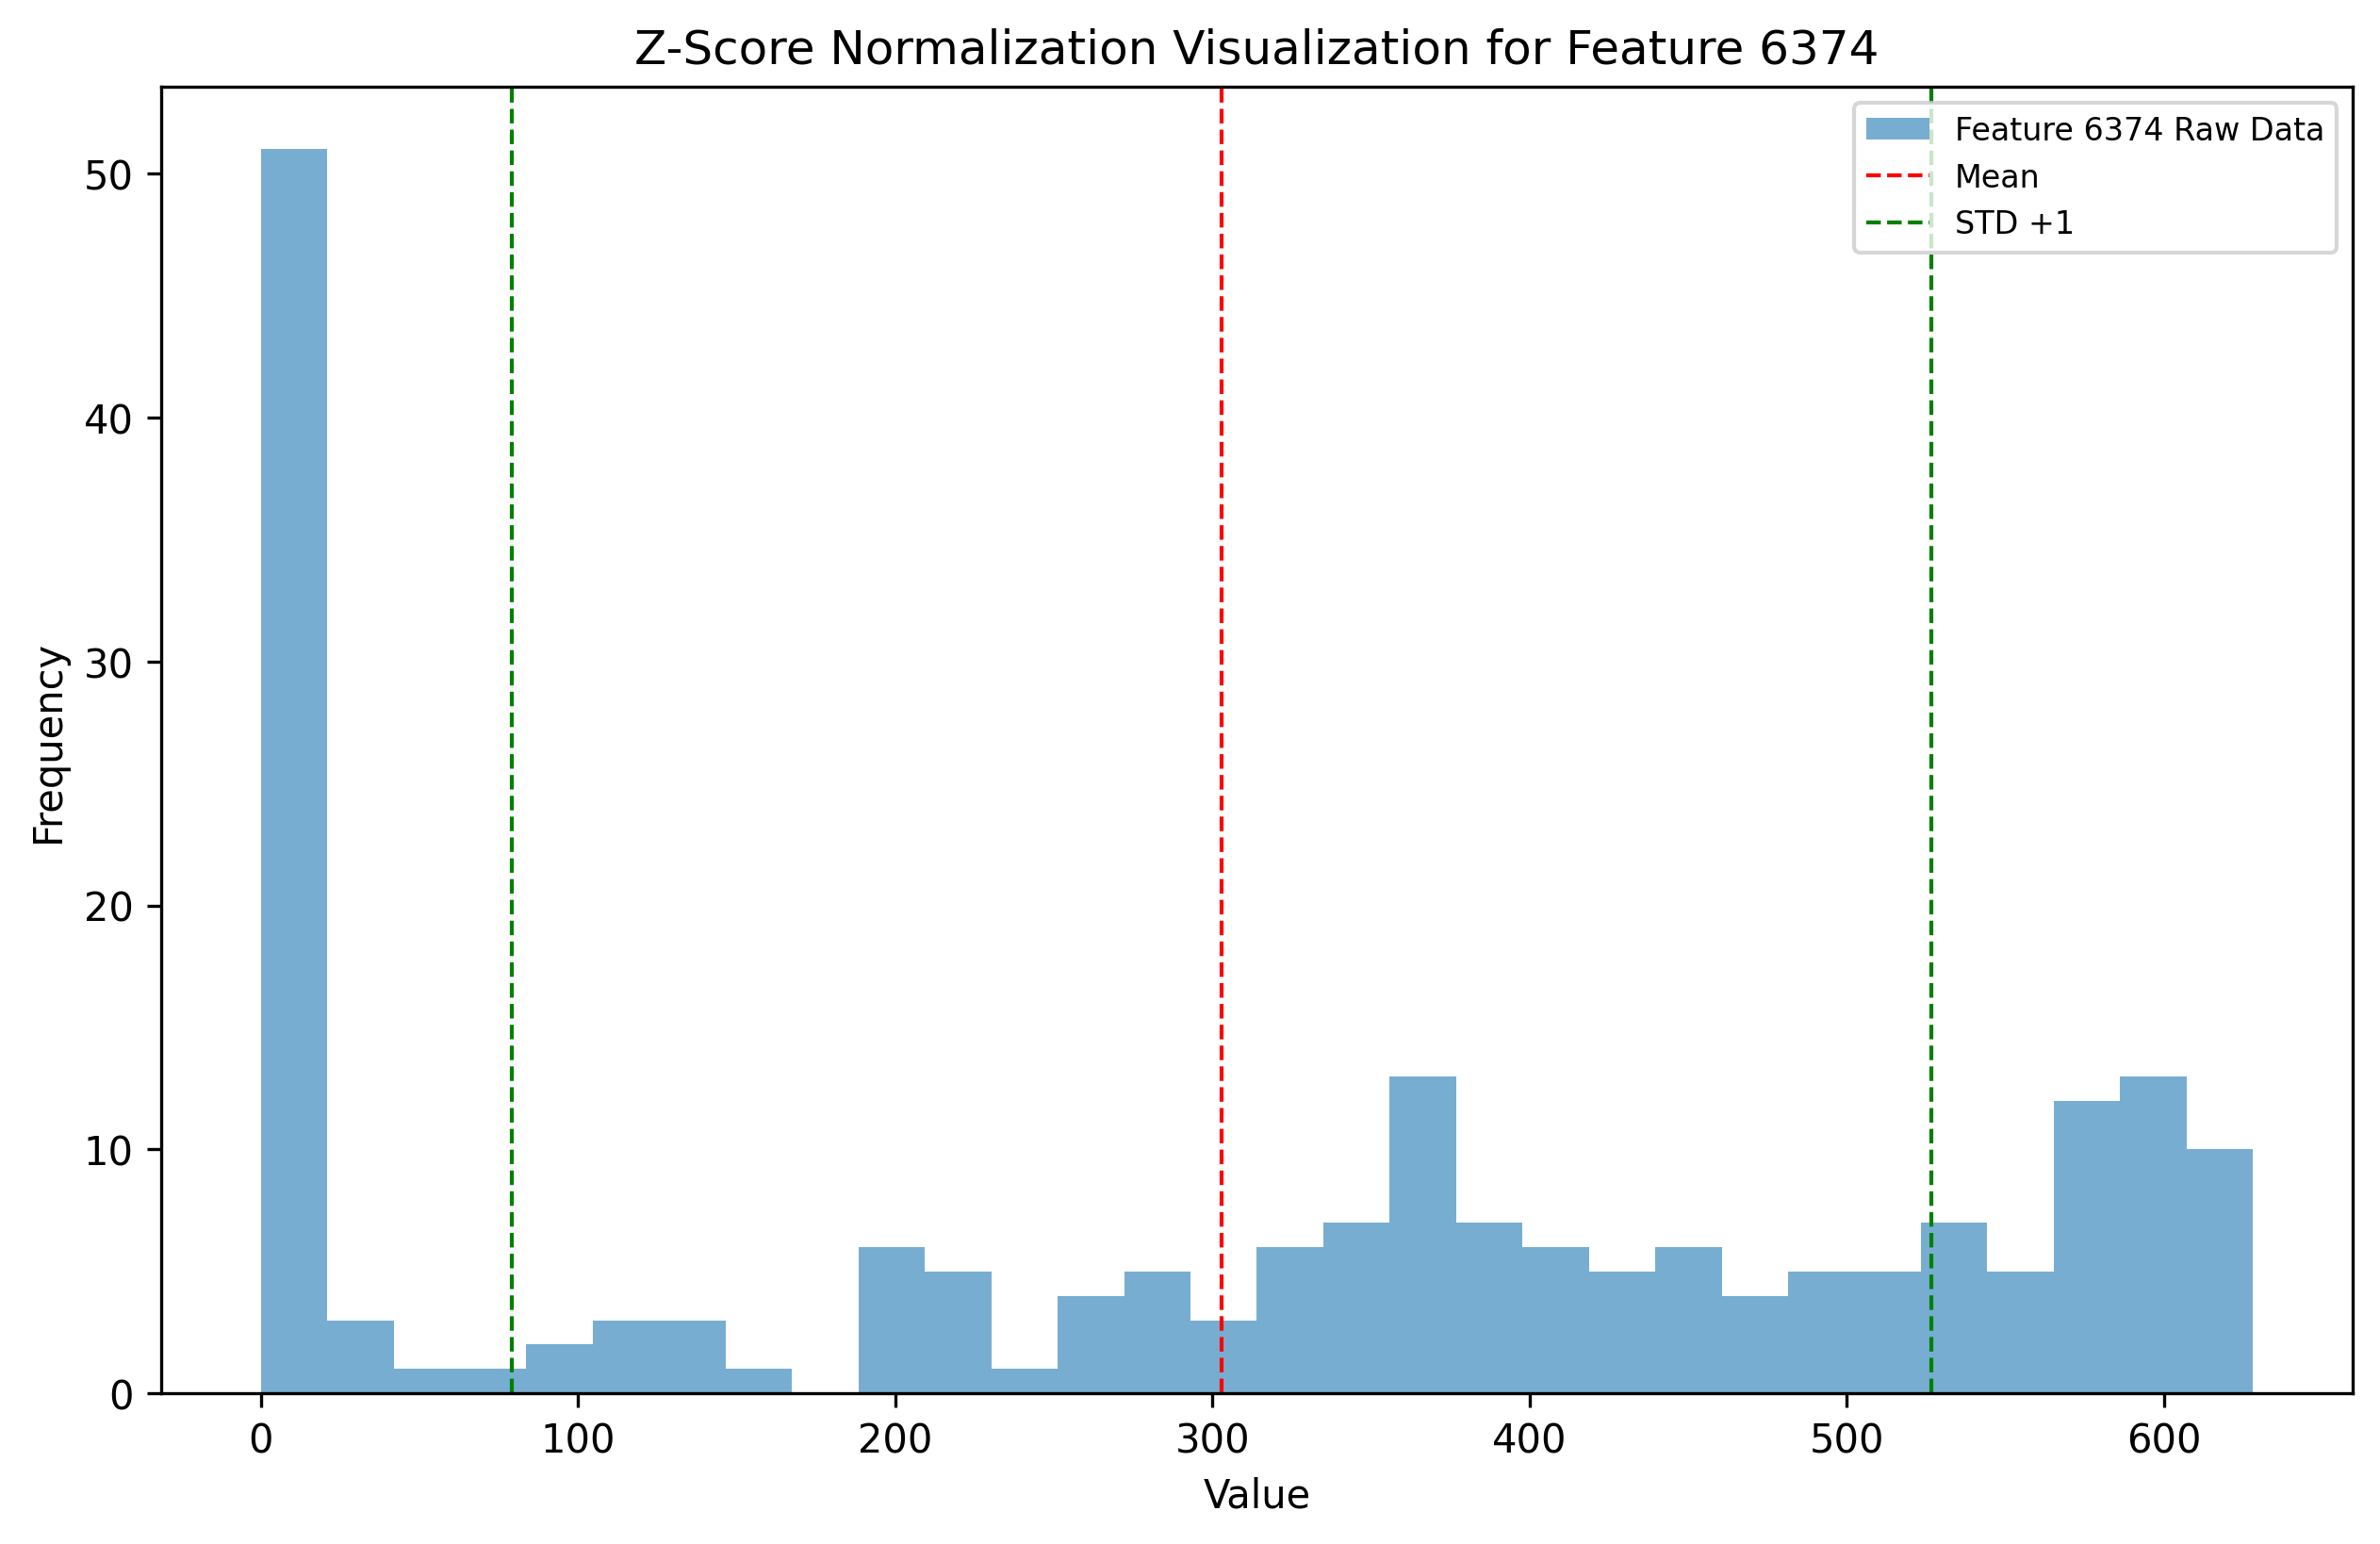 Z-Score Normalization Visualization for Feature 6374
Feature 6374 Raw Data
Mean
STD +1
Frequency
50
40
30
20
10
0
0 100 200 300 400 500 600
Value